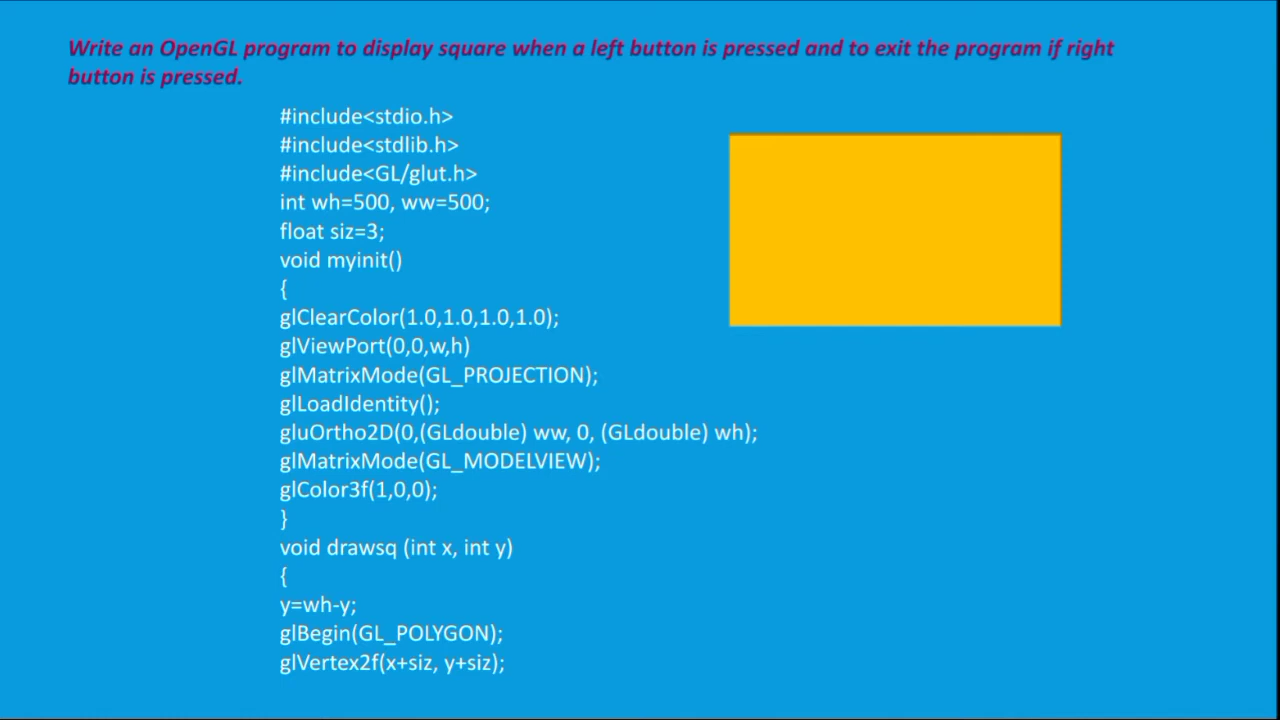 Write an OpenGL program to display square when a left button is pressed and to exit the program if right
button is pressed.
#include<stdio.h>
#include<stdlib.h>
#include<GL/glut.h>
int wh=500, ww=500;
float siz=3;
void myinit()
{
glClearColor(1.0,1.0,1.0,1.0);
glViewPort(0,0,w,h)
glMatrixMode(GL_PROJECTION);
glLoadIdentity();
gluOrtho2D(0,(GLdouble) ww, 0, (GLdouble) wh);
glMatrixMode(GL_MODELVIEW);
glColor3f(1,0,0);
}
void drawsq (int x, int y)
{
y=wh-y;
glBegin(GL_POLYGON);
glVertex2f(x+siz, y+siz);